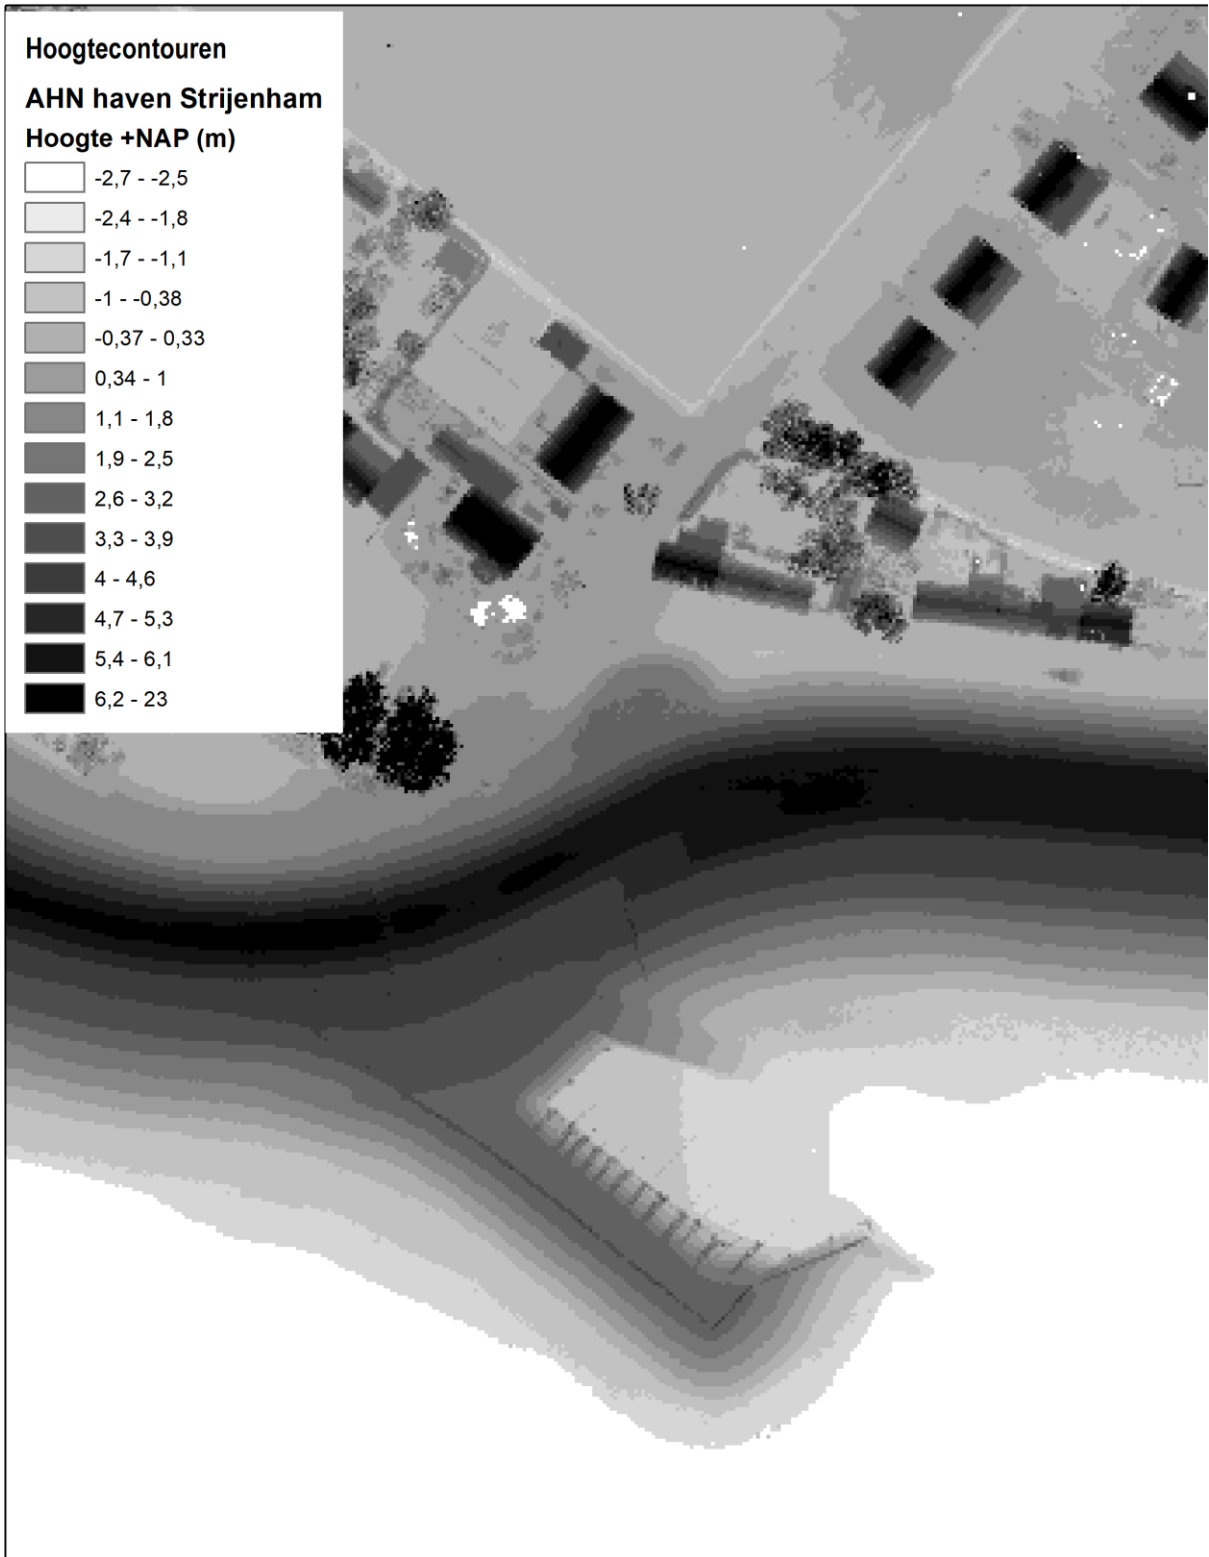 Hoogtecontouren
AHN haven Strijenham
Hoogte +NAP (m)
-2,7 - -2,5
-2,4 - -1,8
-1,7 - -1,1
-1 - -0,38
-0,37 - 0,33
0,34 - 1
1,1 - 1,8
1,9 - 2,5
2,6 - 3,2
3,3 - 3,9
4 - 4,6
4,7 - 5,3
5,4 - 6,1
6,2 - 23